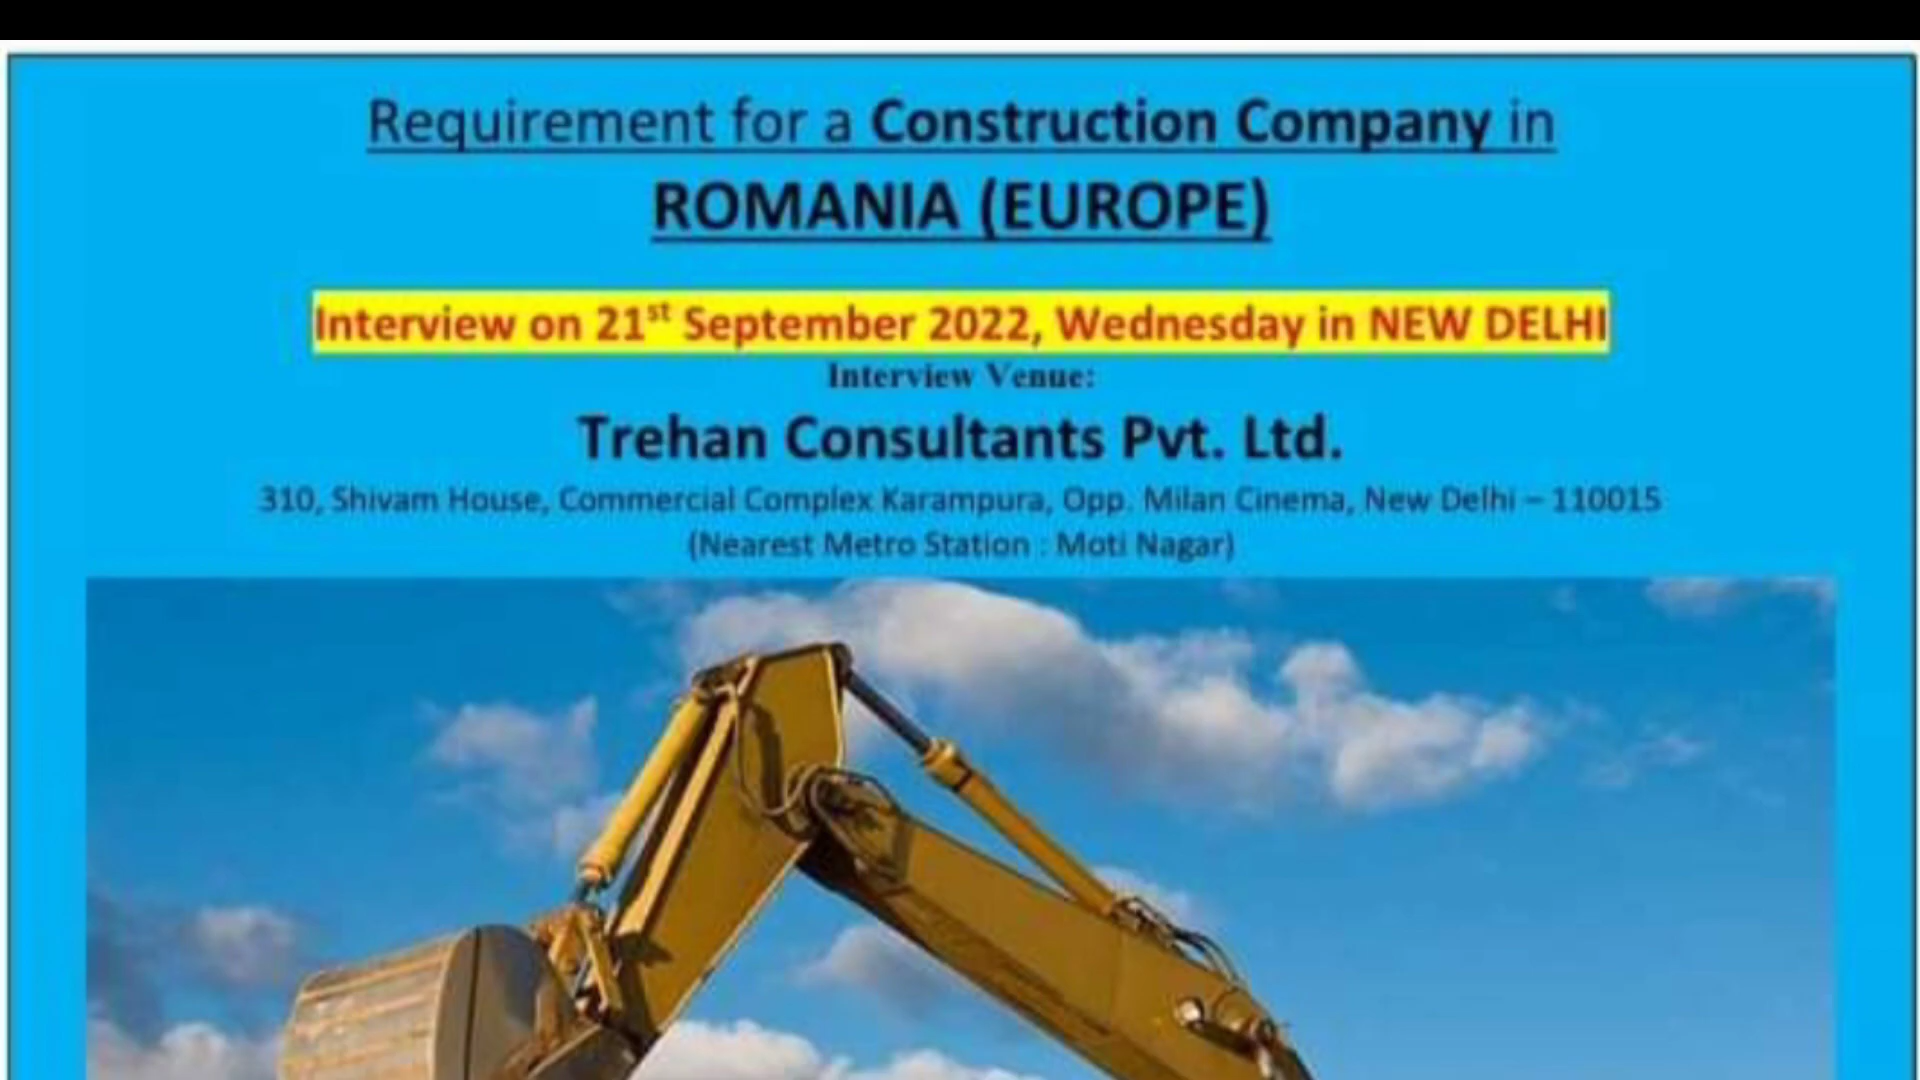 Requirement for a Construction Company in
ROMANIA (EUROPE)
Interview on 21st September 2022, Wednesday in NEW DELHI
Interview Venue:
Trehan Consultants Pvt. Ltd.
310, Shivam House, Commercial Complex Karampura, Opp. Milan Cinema, New Delhi – 110015
(Nearest Metro Station : Moti Nagar)